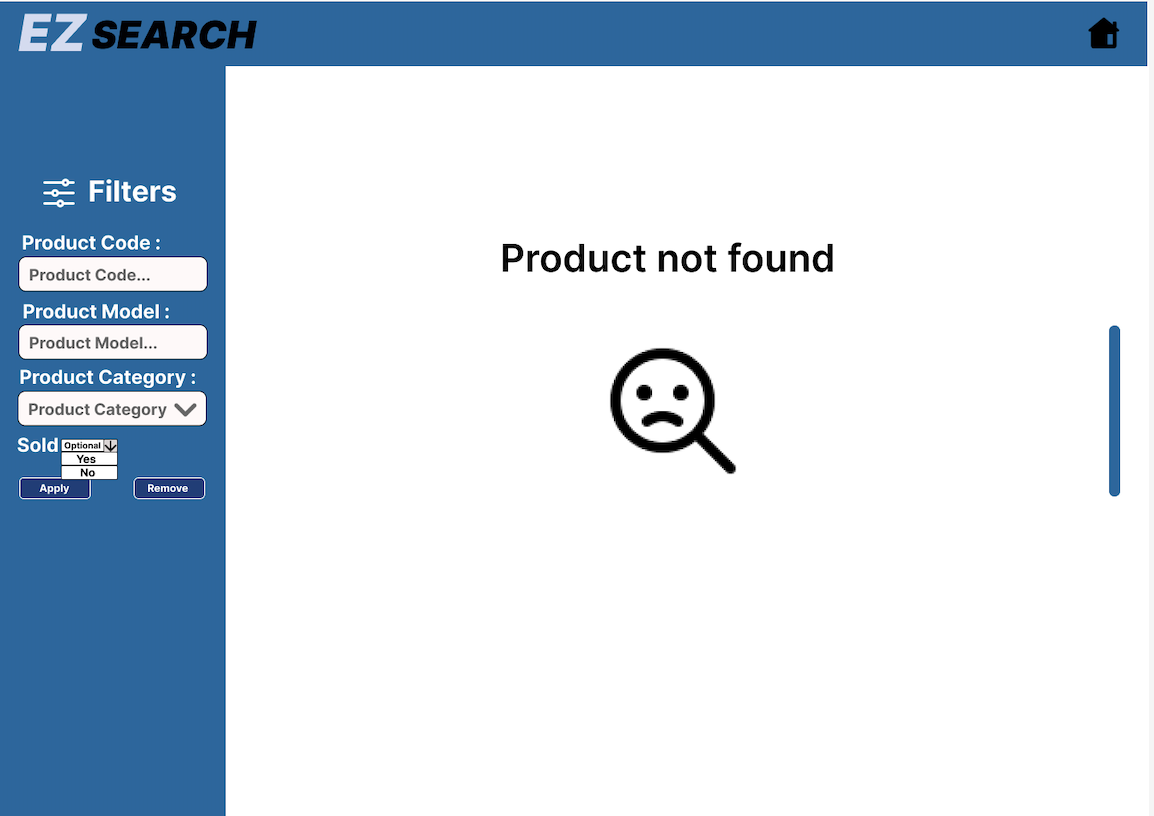 EZ SEARCH
Filters
Product Code :
Product Code...
Product Model :
Product Model...
Product Category :
Product Category
Sold Optional
Yes
No
Apply Remove
Product not found